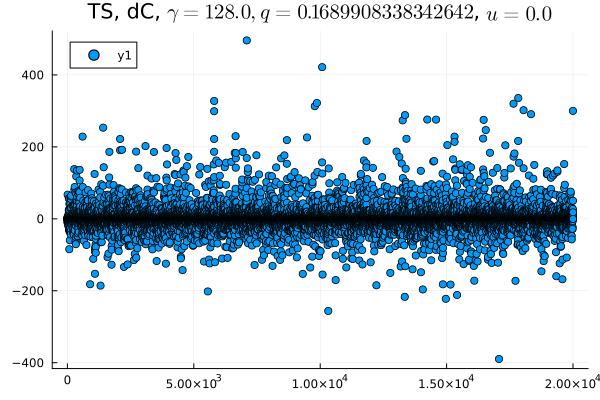 TS, dC, γ = 128.0, q = 0.1689908338342642, u = 0.0
y1
400
200
0
−200
−400
0 5.00×10³ 1.00×10⁴ 1.50×10⁴ 2.00×10⁴